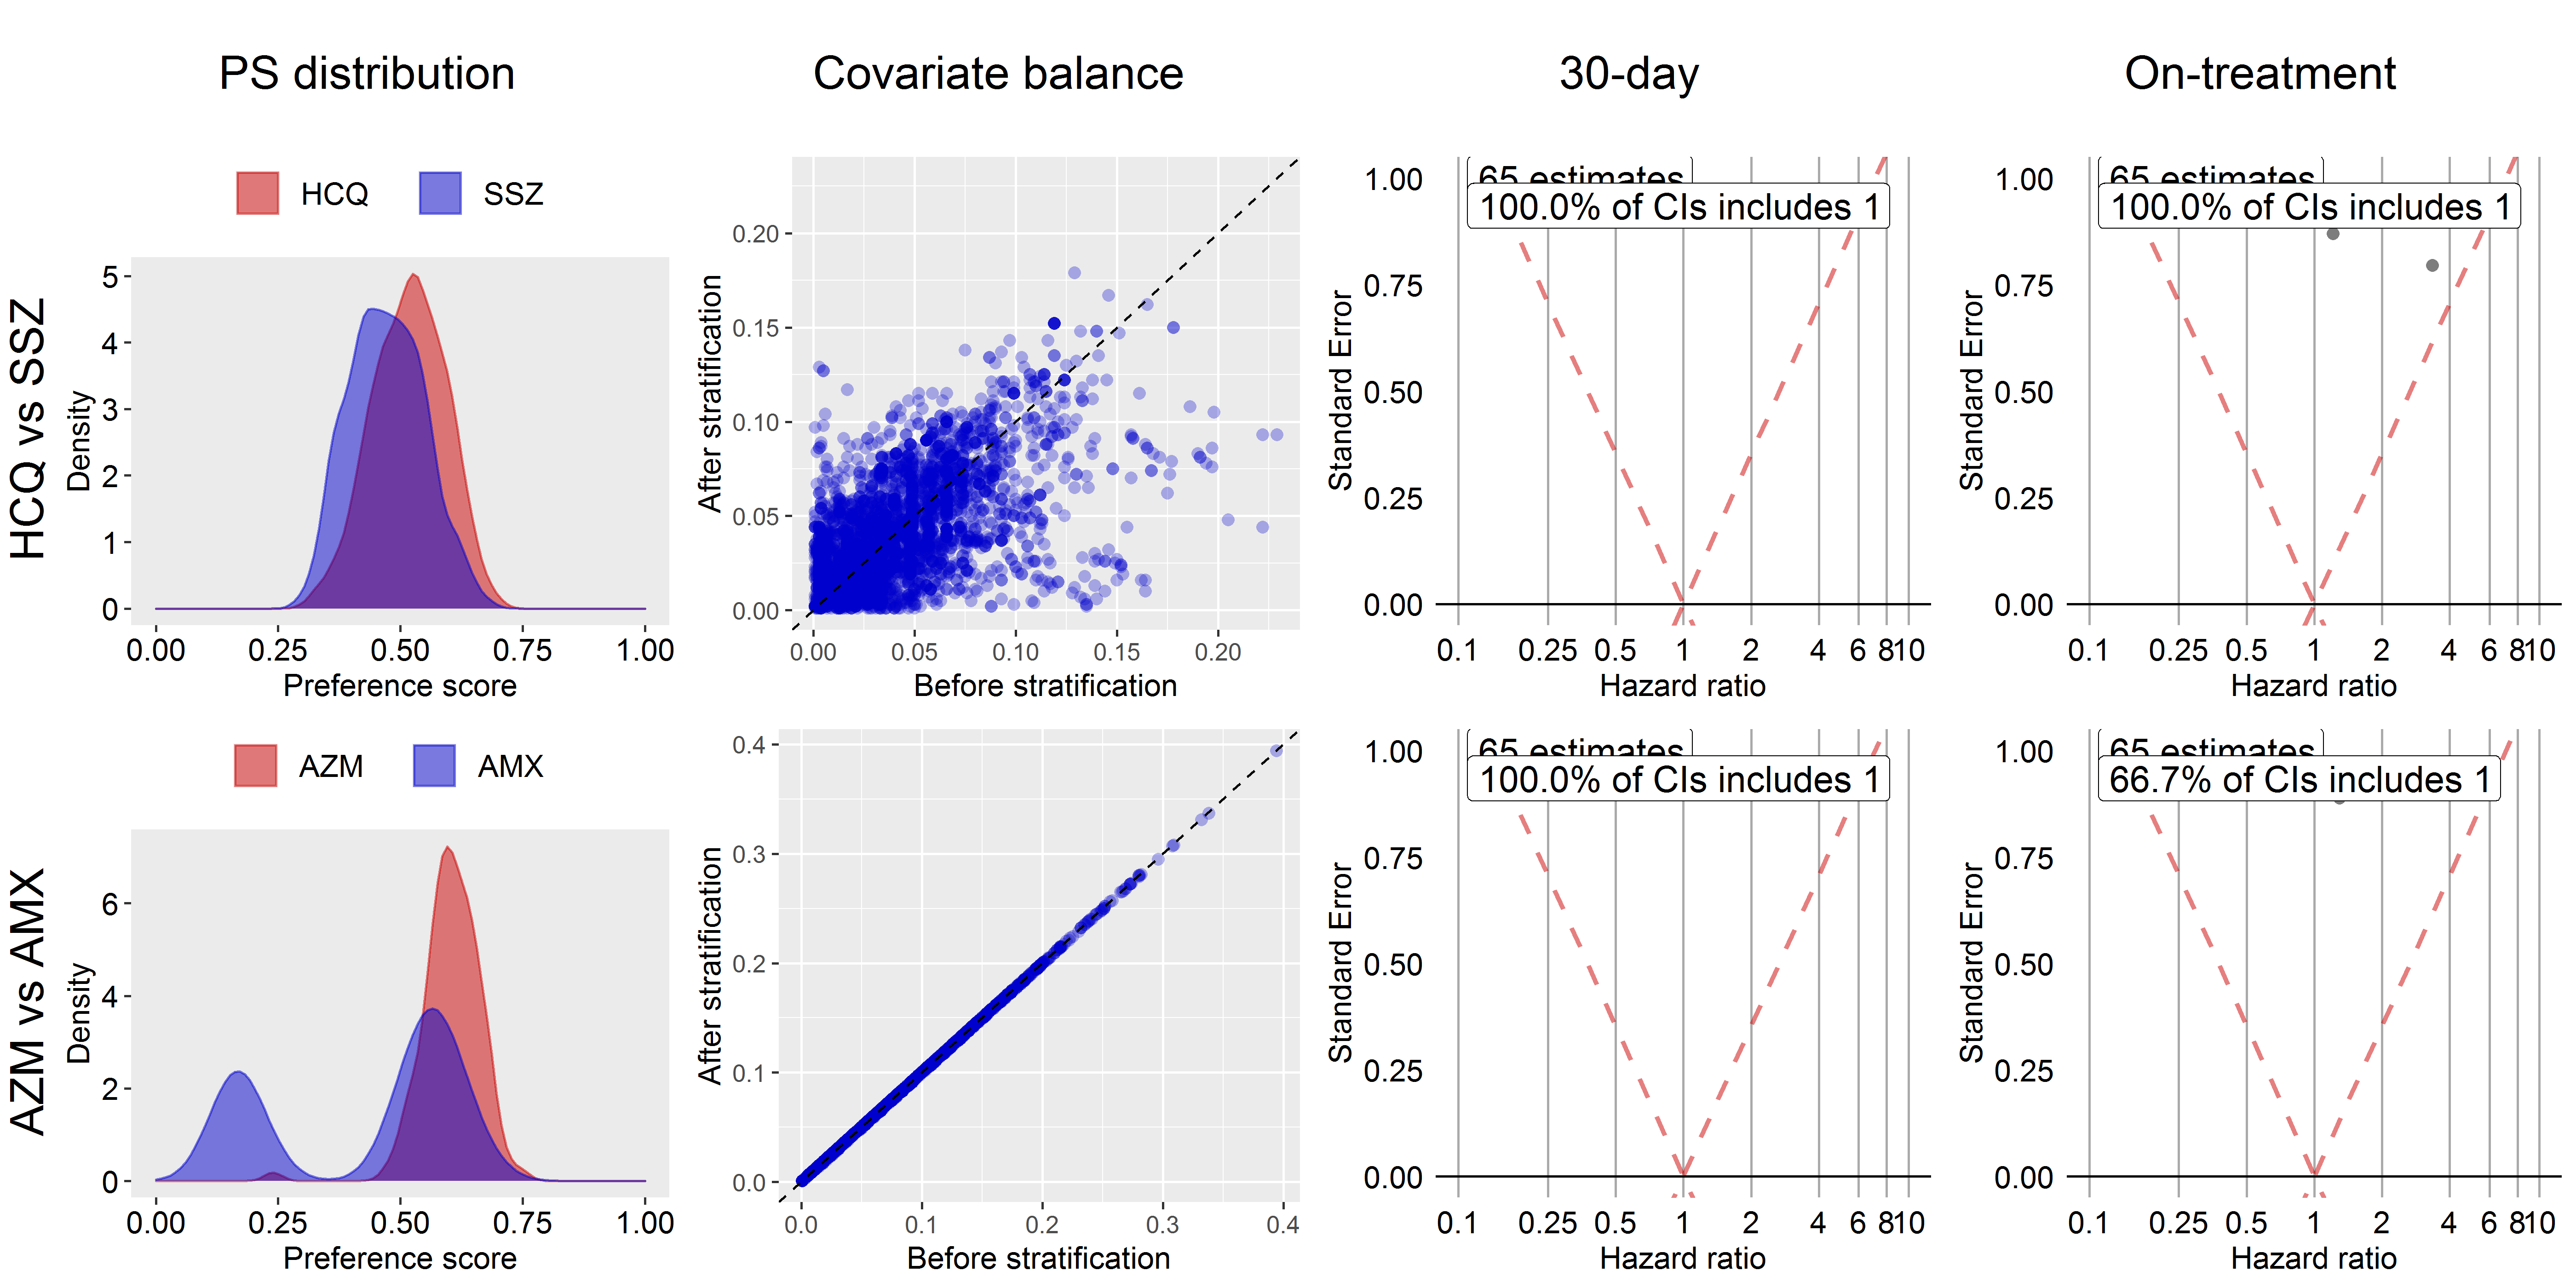 PS distribution
Covariate balance
30-day
On-treatment
HCQ vs SSZ
HCQ
SSZ
Density
5
4
3
2
1
0
0.00 0.25 0.50 0.75 1.00
Preference score
After stratification
0.20
0.15
0.10
0.05
0.00
0.00 0.05 0.10 0.15 0.20
Before stratification
65 estimates
100.0% of CIs includes 1
Standard Error
1.00
0.75
0.50
0.25
0.00
0.1 0.25 0.5 1 2 4 6 8 10
Hazard ratio
65 estimates
100.0% of CIs includes 1
Standard Error
1.00
0.75
0.50
0.25
0.00
0.1 0.25 0.5 1 2 4 6 8 10
Hazard ratio
AZM vs AMX
AZM
AMX
Density
6
4
2
0
0.00 0.25 0.50 0.75 1.00
Preference score
After stratification
0.4
0.3
0.2
0.1
0.0
0.0 0.1 0.2 0.3 0.4
Before stratification
65 estimates
100.0% of CIs includes 1
Standard Error
1.00
0.75
0.50
0.25
0.00
0.1 0.25 0.5 1 2 4 6 8 10
Hazard ratio
65 estimates
66.7% of CIs includes 1
Standard Error
1.00
0.75
0.50
0.25
0.00
0.1 0.25 0.5 1 2 4 6 8 10
Hazard ratio